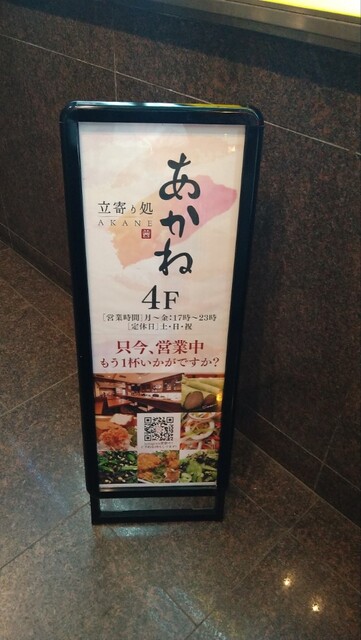 あかね
立寄り処
AKANE
4F
[営業時間]月~金:17時~23時
[定休日]土・日・祝
只今、営業中
もう1杯いかがですか?